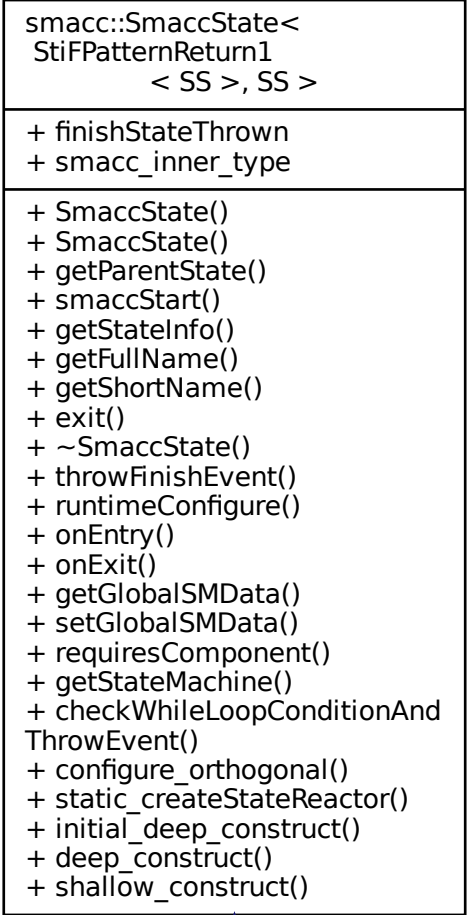 smacc::SmaccState<
StiFPatternReturn1
< SS >, SS >
+ finishStateThrown
+ smacc_inner_type
+ SmaccState()
+ SmaccState()
+ getParentState()
+ smaccStart()
+ getStateInfo()
+ getFullName()
+ getShortName()
+ exit()
+ ~SmaccState()
+ throwFinishEvent()
+ runtimeConfigure()
+ onEntry()
+ onExit()
+ getGlobalSMData()
+ setGlobalSMData()
+ requiresComponent()
+ getStateMachine()
+ checkWhileLoopConditionAnd
ThrowEvent()
+ configure_orthogonal()
+ static_createStateReactor()
+ initial_deep_construct()
+ deep_construct()
+ shallow_construct()